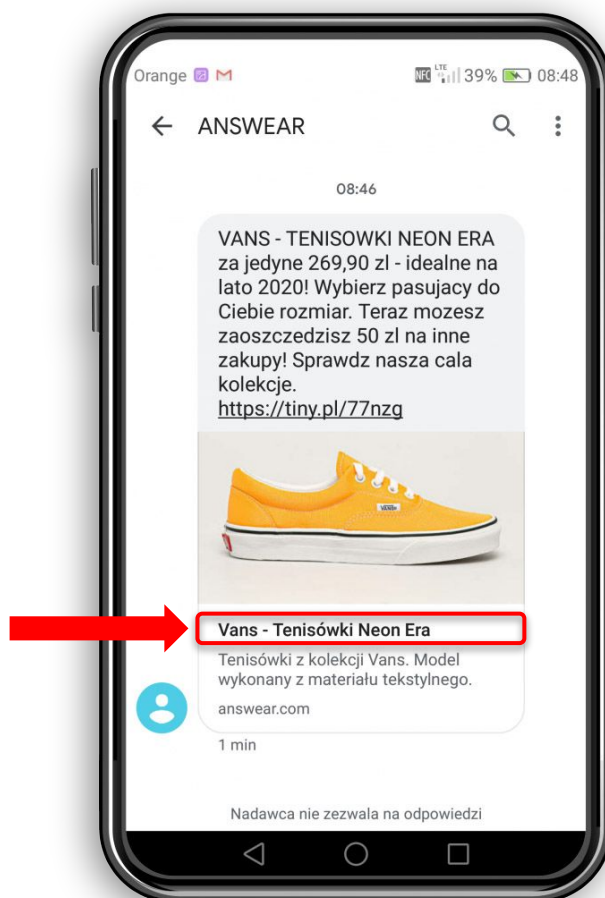 Orange
NFC LTE 39% 08:48
ANSWEAR
08:46
VANS - TENISOWKI NEON ERA
za jedyne 269,90 zl - idealne na
lato 2020! Wybierz pasujacy do
Ciebie rozmiar. Teraz mozesz
zaoszczedzisz 50 zl na inne
zakupy! Sprawdz nasza cala
kolekcje.
https://tiny.pl/77nzg
VANS
Vans - Tenisówki Neon Era
Tenisówki z kolekcji Vans. Model
wykonany z materiału tekstylnego.
answear.com
1 min
Nadawca nie zezwala na odpowiedzi